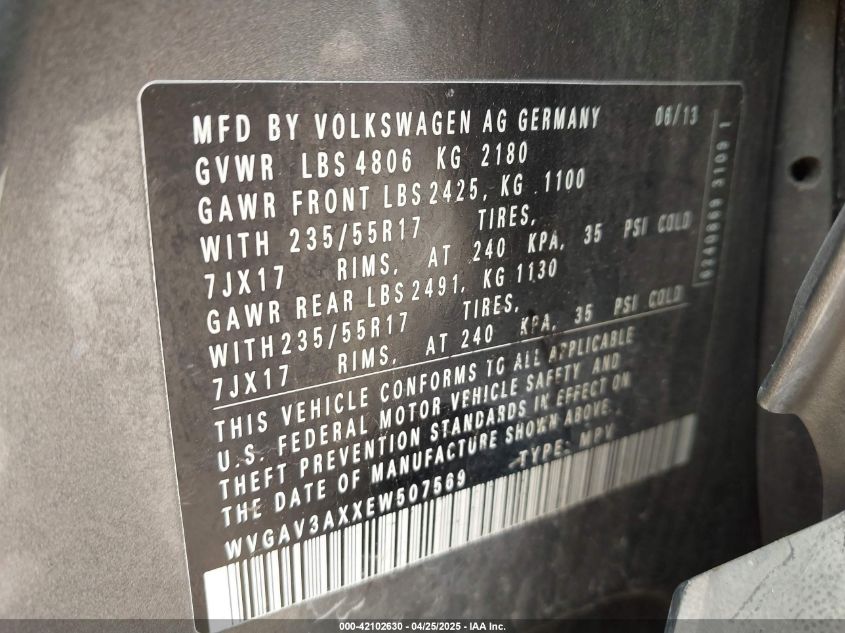 MFD BY VOLKSWAGEN AG GERMANY 06/13
GVWR LBS 4806 KG 2180
GAWR FRONT LBS 2425, KG 1100
WITH 235/55R17 TIRES,
7JX17 RIMS, AT 240 KPA, 35 PSI COLD
GAWR REAR LBS 2491, KG 1130
WITH 235/55R17 TIRES,
7JX17 RIMS, AT 240 KPA, 35 PSI COLD
THIS VEHICLE CONFORMS TO ALL APPLICABLE
U.S. FEDERAL MOTOR VEHICLE SAFETY AND
THEFT PREVENTION STANDARDS IN EFFECT ON
THE DATE OF MANUFACTURE SHOWN ABOVE.
WVGAV3AXXEW507569 TYPE: MPV
000-42102630 - 04/25/2025 - IAA Inc.